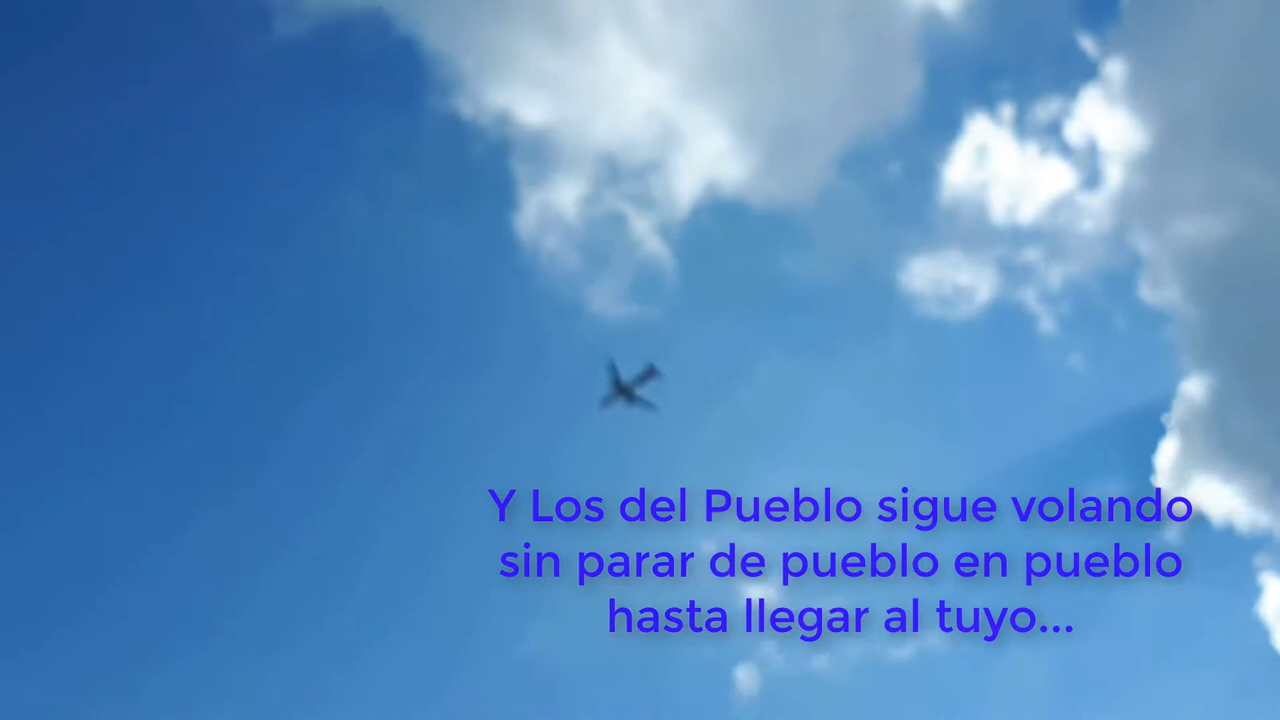 Y Los del Pueblo sigue volando
sin parar de pueblo en pueblo
hasta llegar al tuyo...